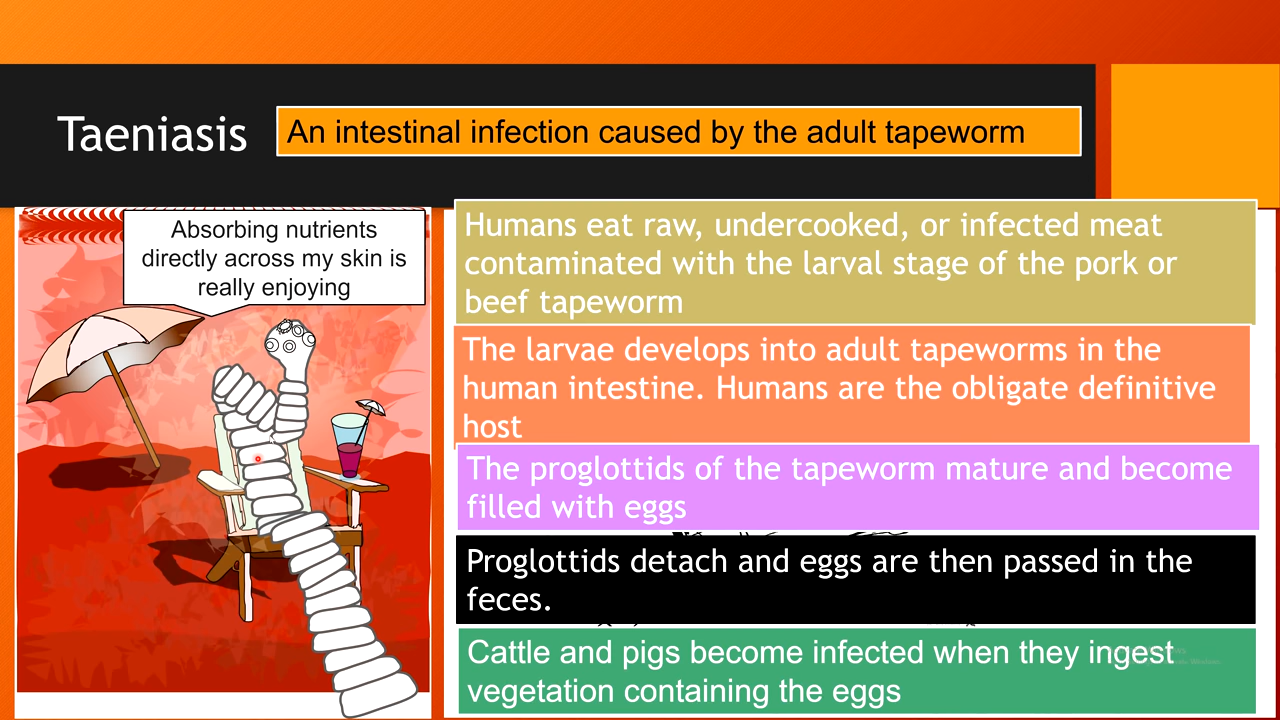 Taeniasis
An intestinal infection caused by the adult tapeworm
Absorbing nutrients
directly across my skin is
really enjoying
Humans eat raw, undercooked, or infected meat
contaminated with the larval stage of the pork or
beef tapeworm
The larvae develops into adult tapeworms in the
human intestine. Humans are the obligate definitive
host
The proglottids of the tapeworm mature and become
filled with eggs
Proglottids detach and eggs are then passed in the
feces.
Cattle and pigs become infected when they ingest
vegetation containing the eggs